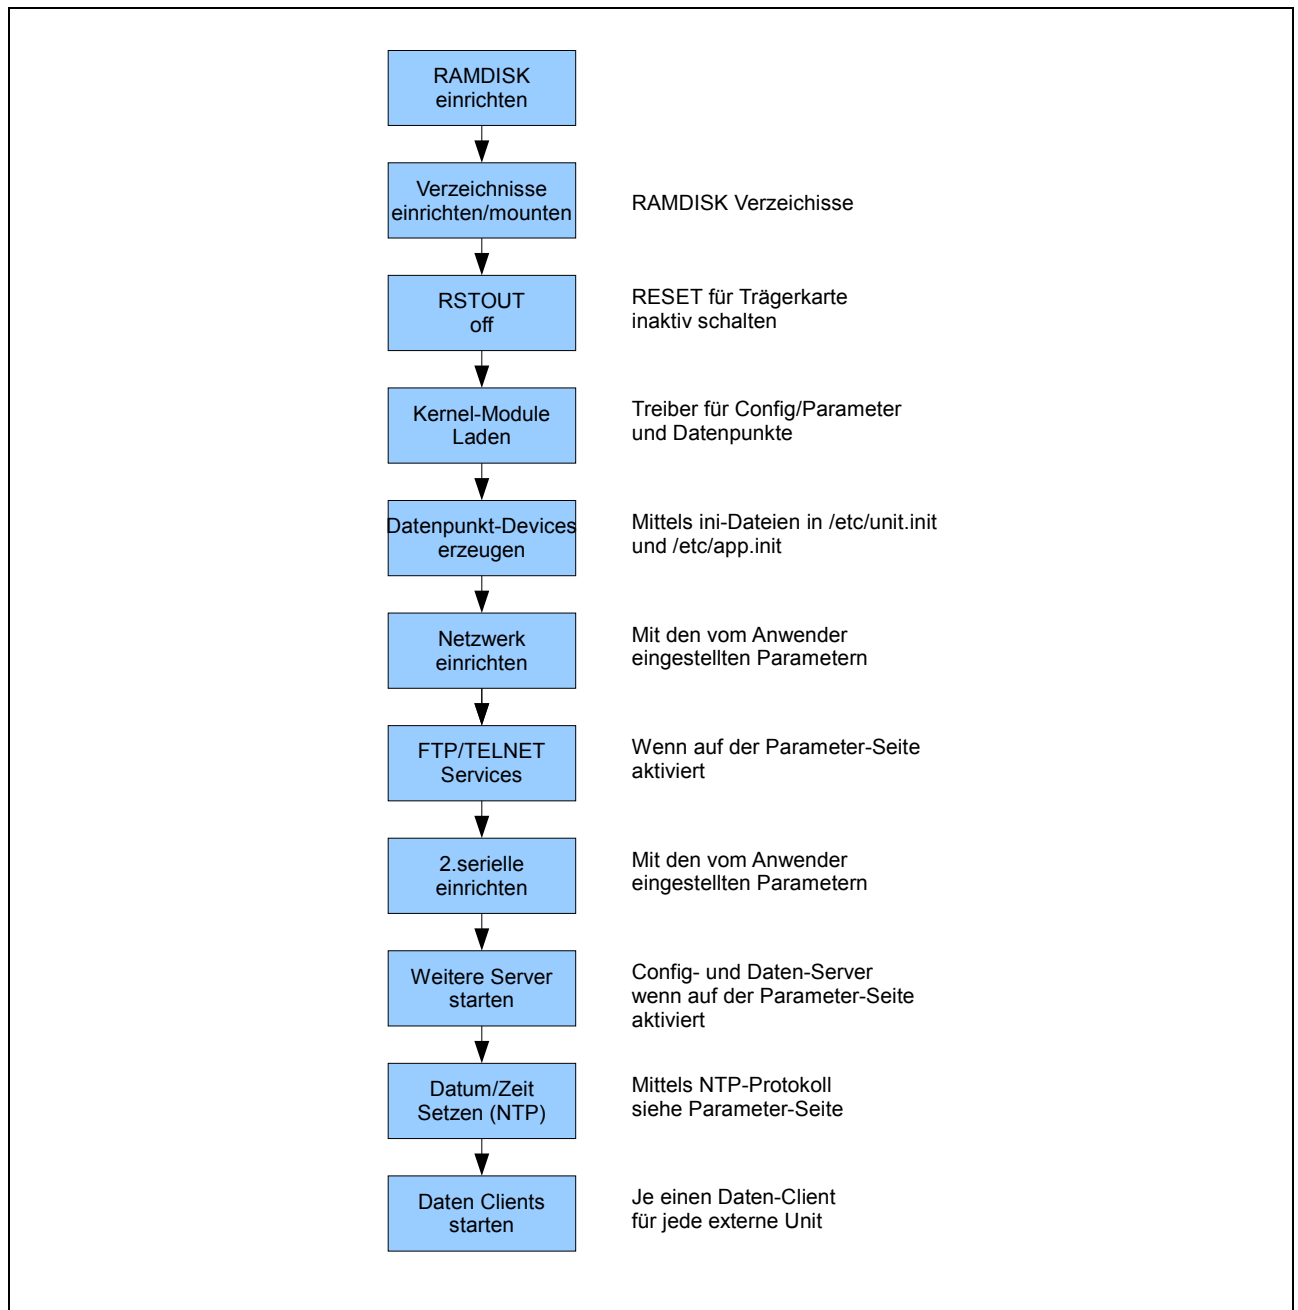 RAMDISK
einrichten
Verzeichnisse
einrichten/mounten
RAMDISK Verzeichisse
RSTOUT
off
RESET für Trägerkarte
inaktiv schalten
Kernel-Module
Laden
Treiber für Config/Parameter
und Datenpunkte
Datenpunkt-Devices
erzeugen
Mittels ini-Dateien in /etc/unit.init
und /etc/app.init
Netzwerk
einrichten
Mit den vom Anwender
eingestellten Parametern
FTP/TELNET
Services
Wenn auf der Parameter-Seite
aktiviert
2.serielle
einrichten
Mit den vom Anwender
eingestellten Parametern
Weitere Server
starten
Config- und Daten-Server
wenn auf der Parameter-Seite
aktiviert
Datum/Zeit
Setzen (NTP)
Mittels NTP-Protokoll
siehe Parameter-Seite
Daten Clients
starten
Je einen Daten-Client
für jede externe Unit